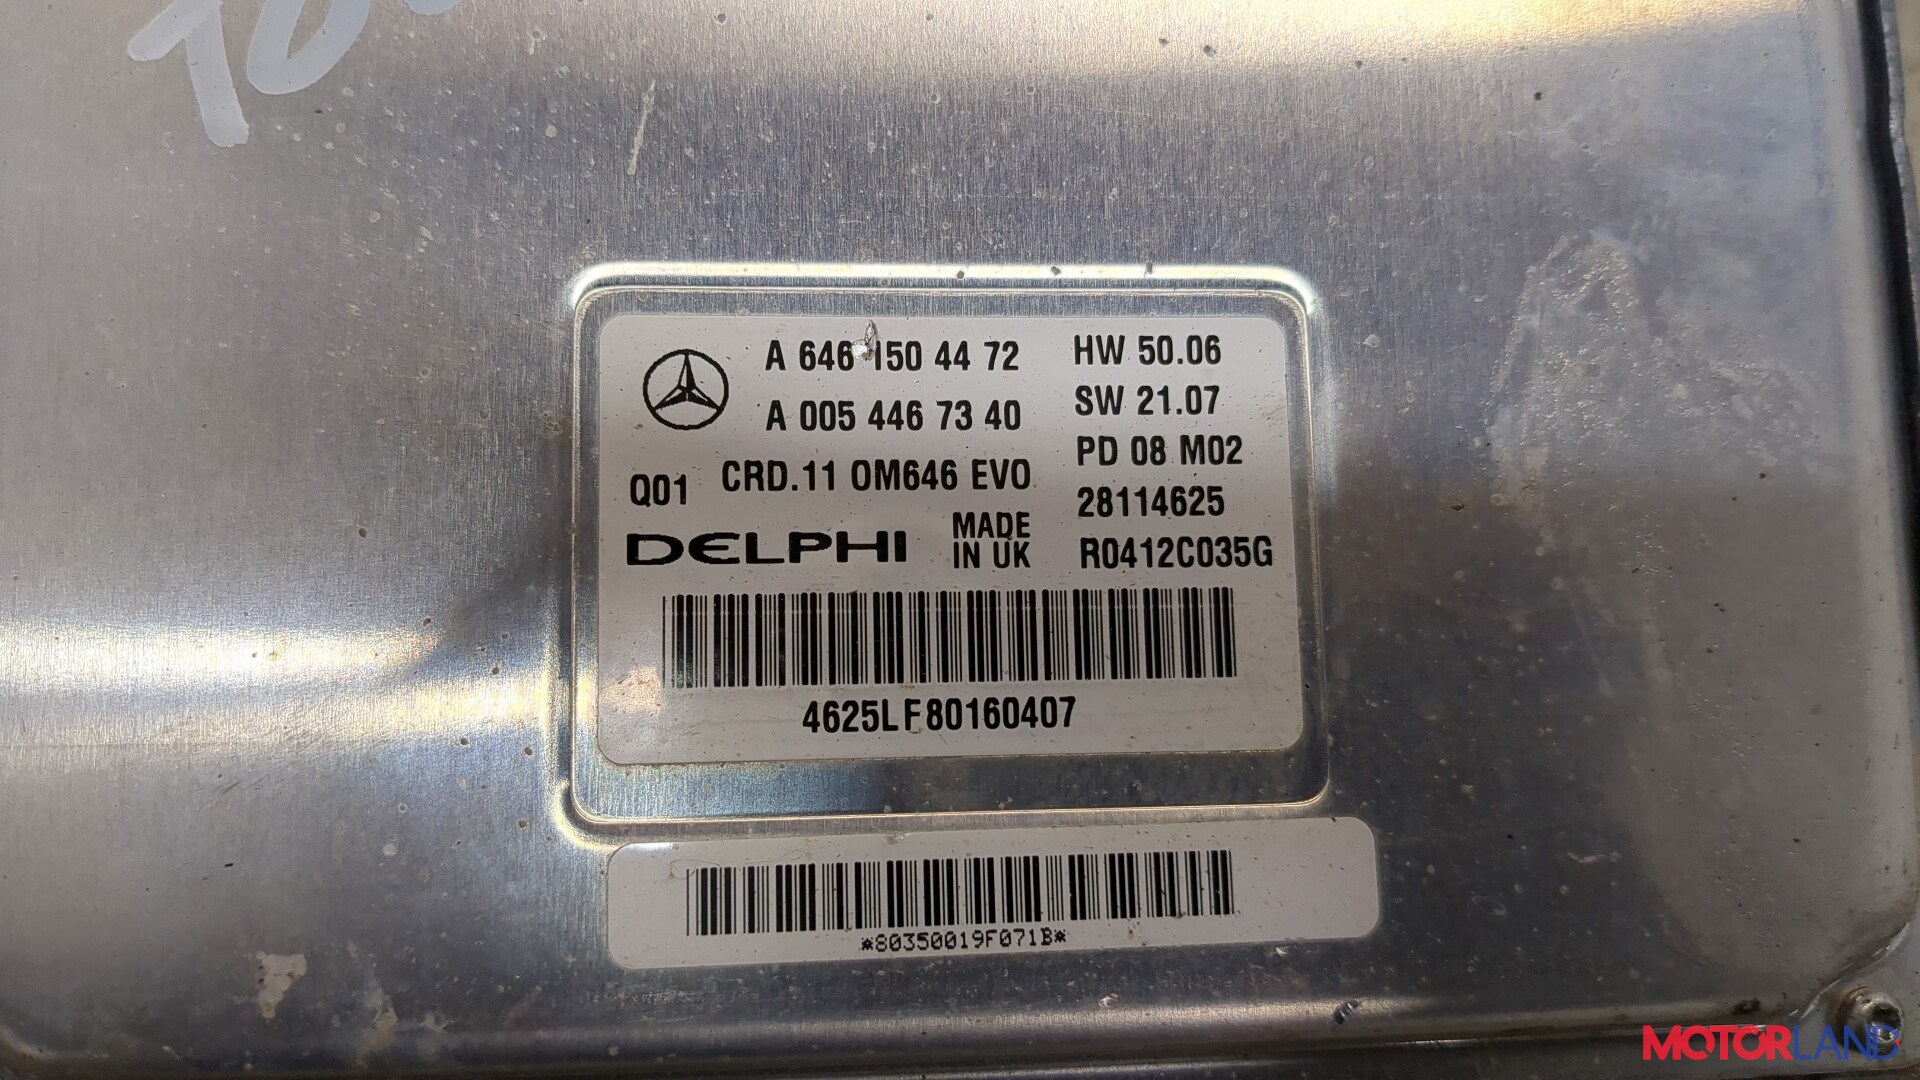 A 646 150 44 72
HW 50.06
A 005 446 73 40
SW 21.07
PD 08 M02
Q01 CRD.11 OM646 EVO
28114625
DELPHI
MADE IN UK
R0412C035G
4625LF80160407
*80350019F071B*
MOTORLAND